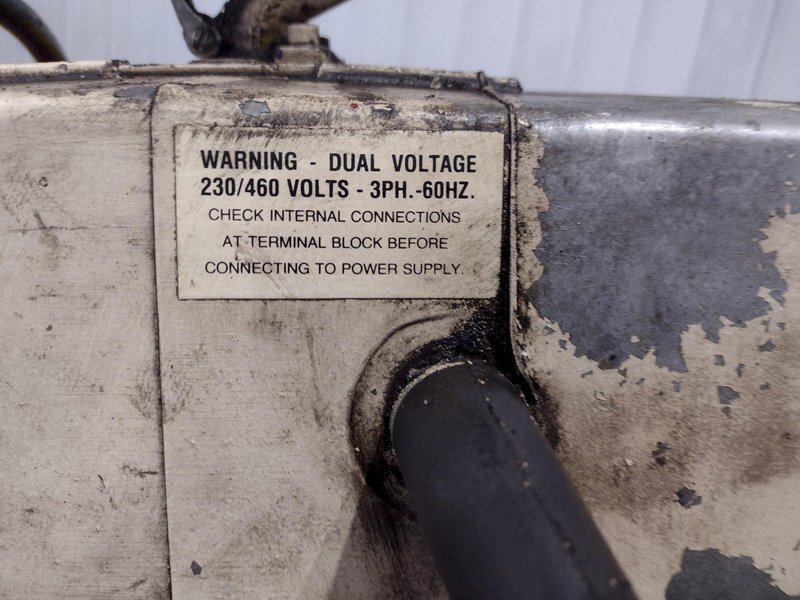 WARNING - DUAL VOLTAGE
230/460 VOLTS - 3PH.-60HZ.
CHECK INTERNAL CONNECTIONS
AT TERMINAL BLOCK BEFORE
CONNECTING TO POWER SUPPLY.